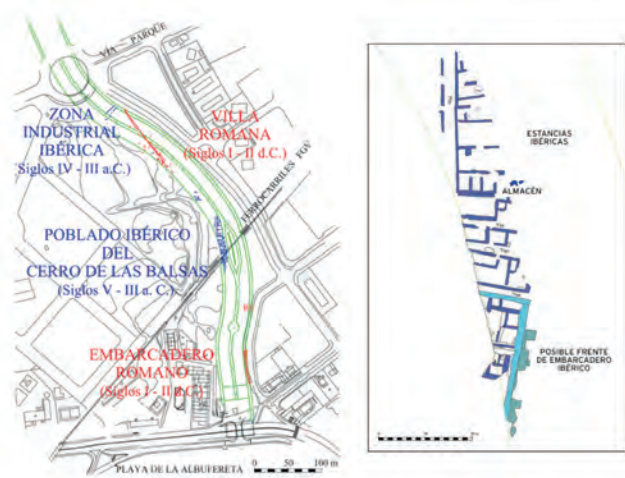 VÍA PARQUE
ZONA
INDUSTRIAL
IBÉRICA
(Siglos IV - III a.C.)
VILLA
ROMANA
(Siglos I - II d.C.)
FERROCARRILES FGV
POBLADO IBÉRICO
DEL
CERRO DE LAS BALSAS
(Siglos V - III a. C.)
EMBARCADERO
ROMANO
(Siglos I - II d.C.)
PLAYA DE LA ALBUFERETA
0 50 100 m
ESTANCIAS
IBÉRICAS
ALMACÉN
POSIBLE FRENTE
DE EMBARCADERO
IBÉRICO